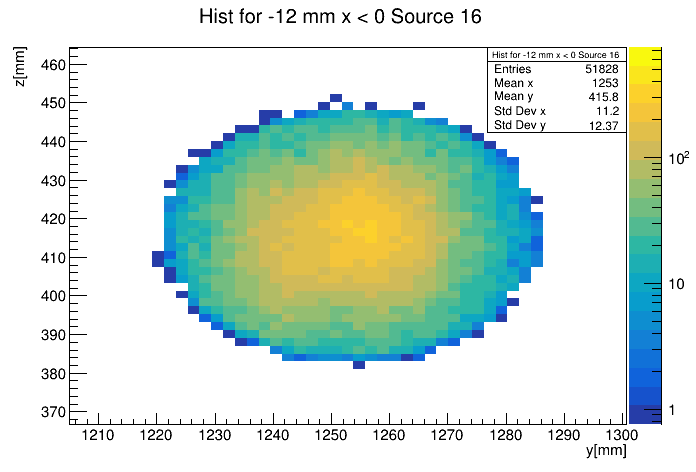 Hist for -12 mm x < 0 Source 16
z[mm]
460
450
440
430
420
410
400
390
380
370
Hist for -12 mm x < 0 Source 16
Entries 51828
Mean x 1253
Mean y 415.8
Std Dev x 11.2
Std Dev y 12.37
10²
10
1
1210 1220 1230 1240 1250 1260 1270 1280 1290 1300
y[mm]